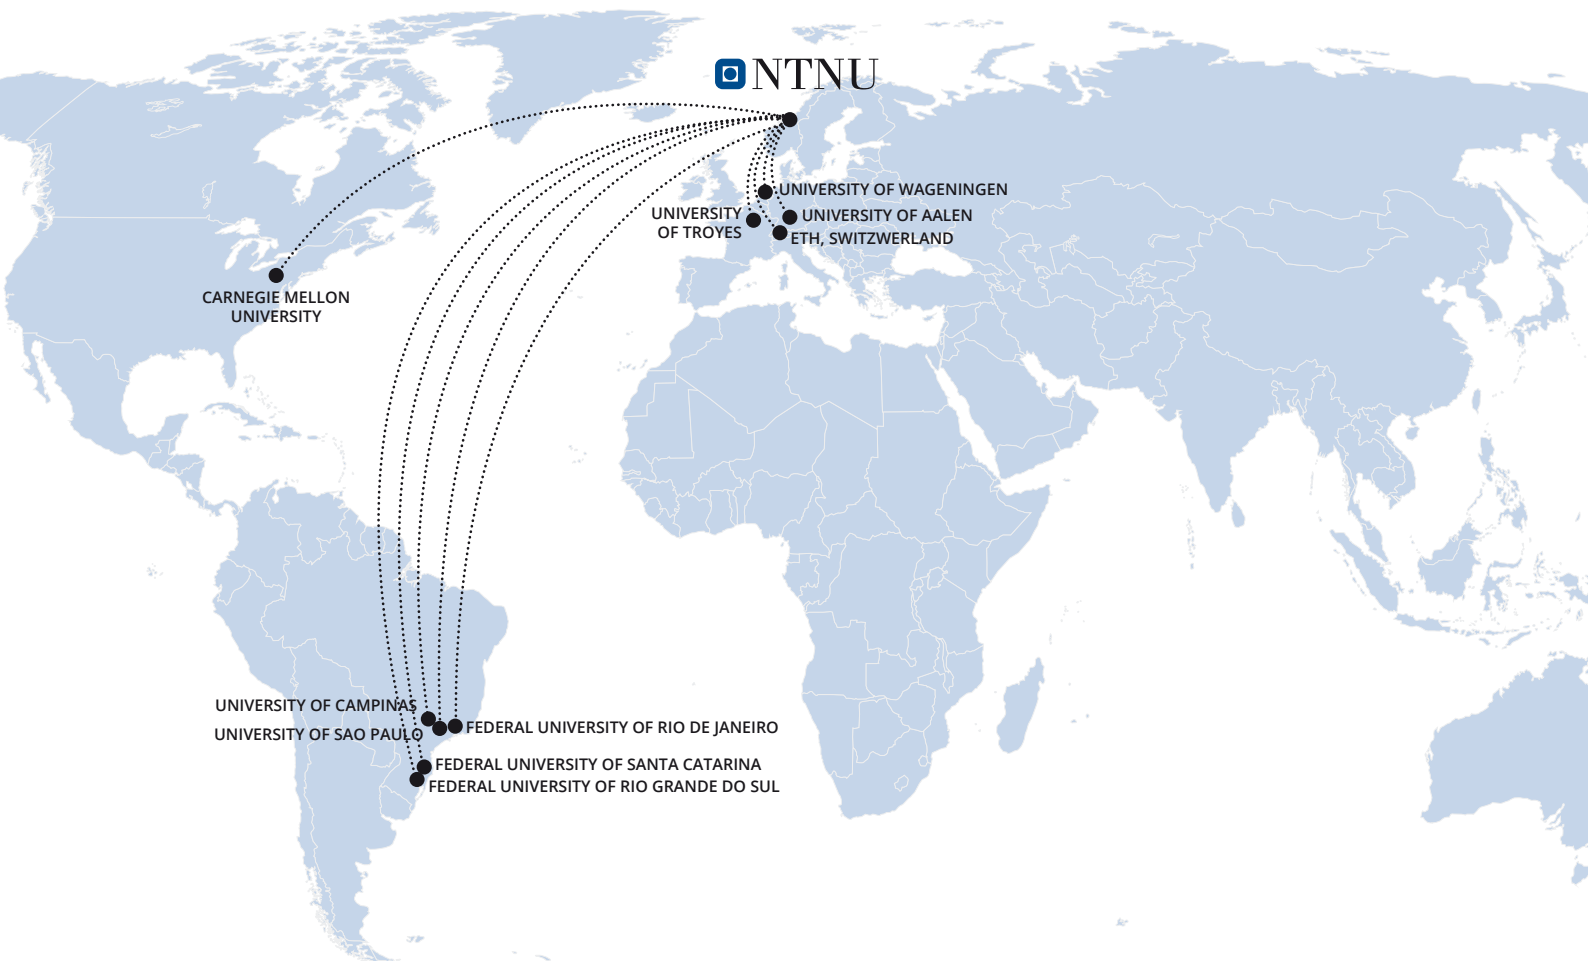 NTNU
UNIVERSITY OF WAGENINGEN
UNIVERSITY
OF TROYES
UNIVERSITY OF AALEN
ETH, SWITZWERLAND
CARNEGIE MELLON
UNIVERSITY
UNIVERSITY OF CAMPINAS
UNIVERSITY OF SAO PAULO
FEDERAL UNIVERSITY OF RIO DE JANEIRO
FEDERAL UNIVERSITY OF SANTA CATARINA
FEDERAL UNIVERSITY OF RIO GRANDE DO SUL